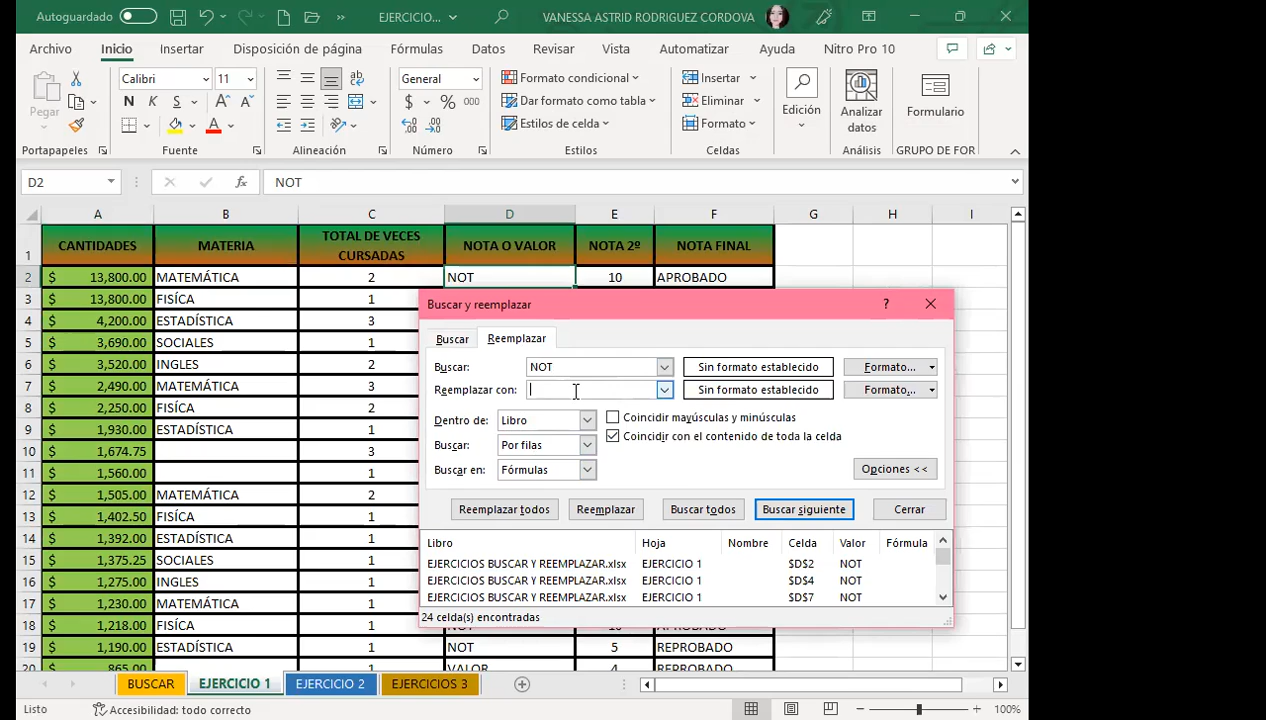 Autoguardado EJERCICIO... VANESSA ASTRID RODRIGUEZ CORDOVA
Archivo Inicio Insertar Disposición de página Fórmulas Datos Revisar Vista Automatizar Ayuda Nitro Pro 10
Pegar Calibri 11 General Formato condicional Insertar Edición Analizar datos Formulario
N K S $ % 000 Dar formato como tabla Eliminar
Estilos de celda Formato
Portapapeles Fuente Alineación Número Estilos Celdas Análisis GRUPO DE FOR
D2 fx NOT
A B C D E F G H I
1 CANTIDADES MATERIA TOTAL DE VECES CURSADAS NOTA O VALOR NOTA 2º NOTA FINAL
2 $ 13,800.00 MATEMÁTICA 2 NOT 10 APROBADO
3 $ 13,800.00 FISÍCA 1
4 $ 4,200.00 ESTADÍSTICA 3
5 $ 3,690.00 SOCIALES 1
6 $ 3,520.00 INGLES 2
7 $ 2,490.00 MATEMÁTICA 3
8 $ 2,250.00 FISÍCA 2
9 $ 1,930.00 ESTADÍSTICA 1
10 $ 1,674.75 3
11 $ 1,560.00 1
12 $ 1,505.00 MATEMÁTICA 2
13 $ 1,402.50 FISÍCA 1
14 $ 1,392.00 ESTADÍSTICA 1
15 $ 1,375.25 SOCIALES 1
16 $ 1,275.00 INGLES 1
17 $ 1,230.00 MATEMÁTICA 1
18 $ 1,218.00 FISÍCA 1
19 $ 1,190.00 ESTADÍSTICA 1 NOT 5 REPROBADO
20 $ 865.00 1 VALOR 4 REPROBADO
Buscar y reemplazar ?
Buscar Reemplazar
Buscar: NOT Sin formato establecido Formato...
Reemplazar con: Sin formato establecido Formato...
Dentro de: Libro Coincidir mayúsculas y minúsculas
Buscar: Por filas Coincidir con el contenido de toda la celda
Buscar en: Fórmulas Opciones <<
Reemplazar todos Reemplazar Buscar todos Buscar siguiente Cerrar
Libro Hoja Nombre Celda Valor Fórmula
EJERCICIOS BUSCAR Y REEMPLAZAR.xlsx EJERCICIO 1 $D$2 NOT
EJERCICIOS BUSCAR Y REEMPLAZAR.xlsx EJERCICIO 1 $D$4 NOT
EJERCICIOS BUSCAR Y REEMPLAZAR.xlsx EJERCICIO 1 $D$7 NOT
24 celda(s) encontradas
BUSCAR EJERCICIO 1 EJERCICIO 2 EJERCICIOS 3
Listo Accesibilidad: todo correcto 100%